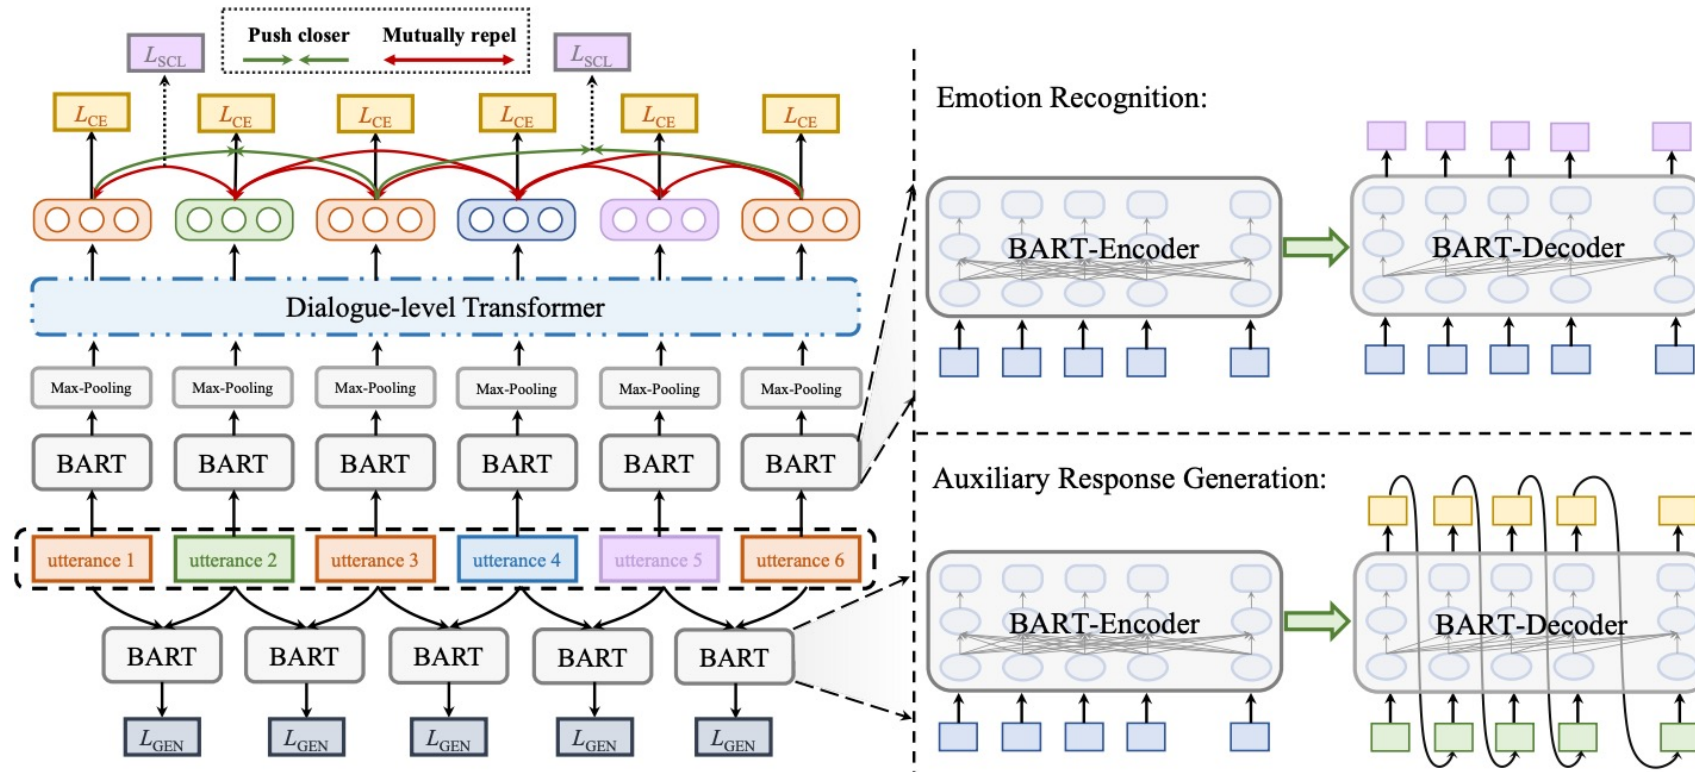 Push closer Mutually repel
L_SCL L_SCL
L_CE L_CE L_CE L_CE L_CE L_CE
Dialogue-level Transformer
Max-Pooling Max-Pooling Max-Pooling Max-Pooling Max-Pooling Max-Pooling
BART BART BART BART BART BART
utterance 1 utterance 2 utterance 3 utterance 4 utterance 5 utterance 6
BART BART BART BART BART
L_GEN L_GEN L_GEN L_GEN L_GEN
Emotion Recognition:
BART-Encoder BART-Decoder
Auxiliary Response Generation:
BART-Encoder BART-Decoder